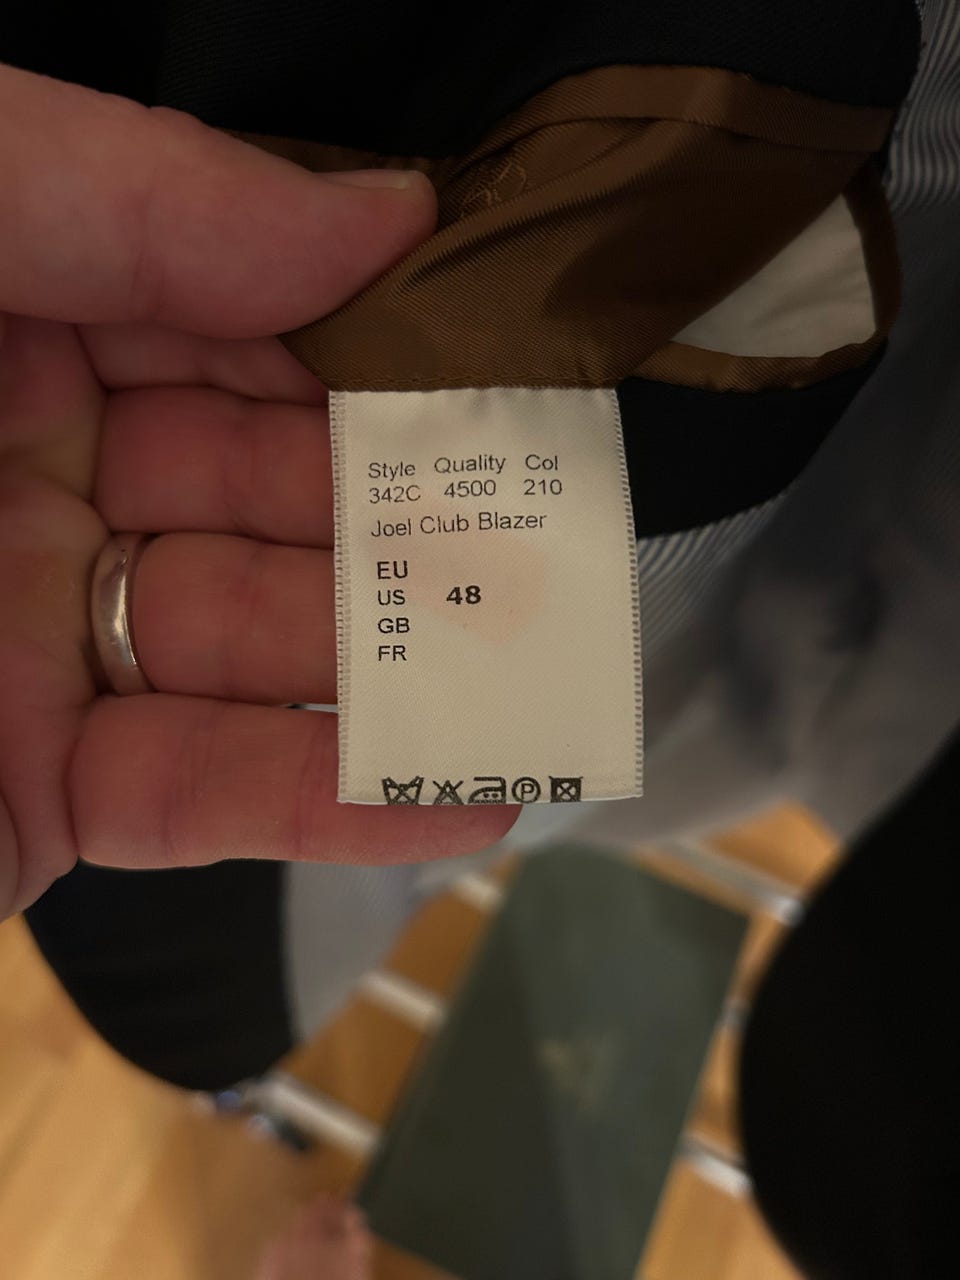 Style Quality Col
342C 4500 210
Joel Club Blazer
EU
US 48
GB
FR
P